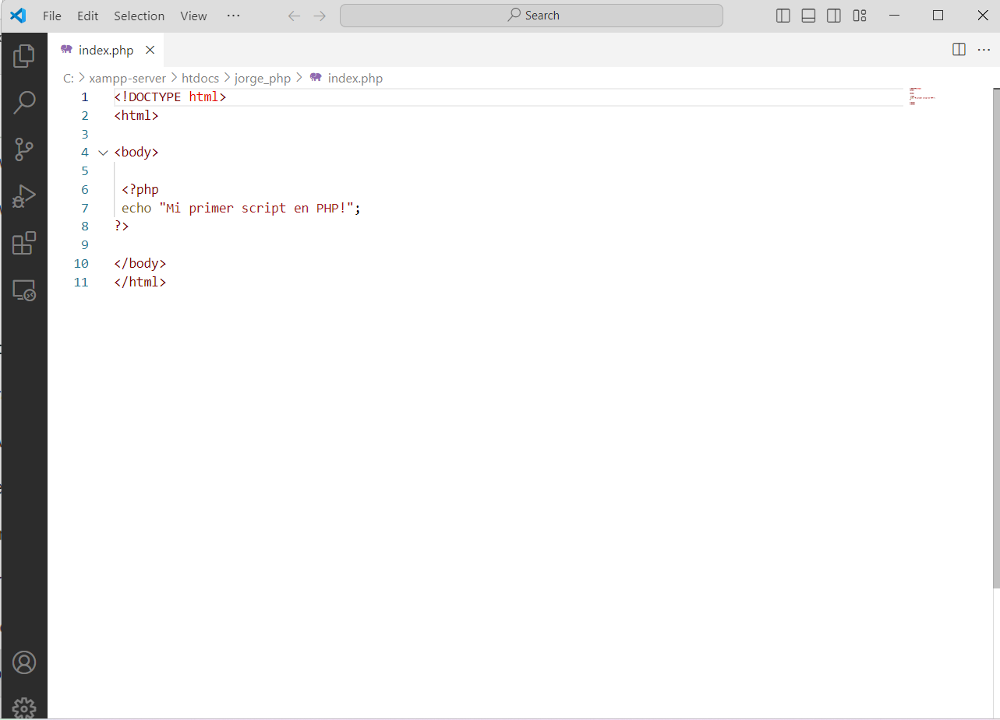 File Edit Selection View ··· Search
index.php
C: > xampp-server > htdocs > jorge_php > index.php
1 <!DOCTYPE html>
2 <html>
3
4 <body>
5
6 <?php
7 echo "Mi primer script en PHP!";
8 ?>
9
10 </body>
11 </html>